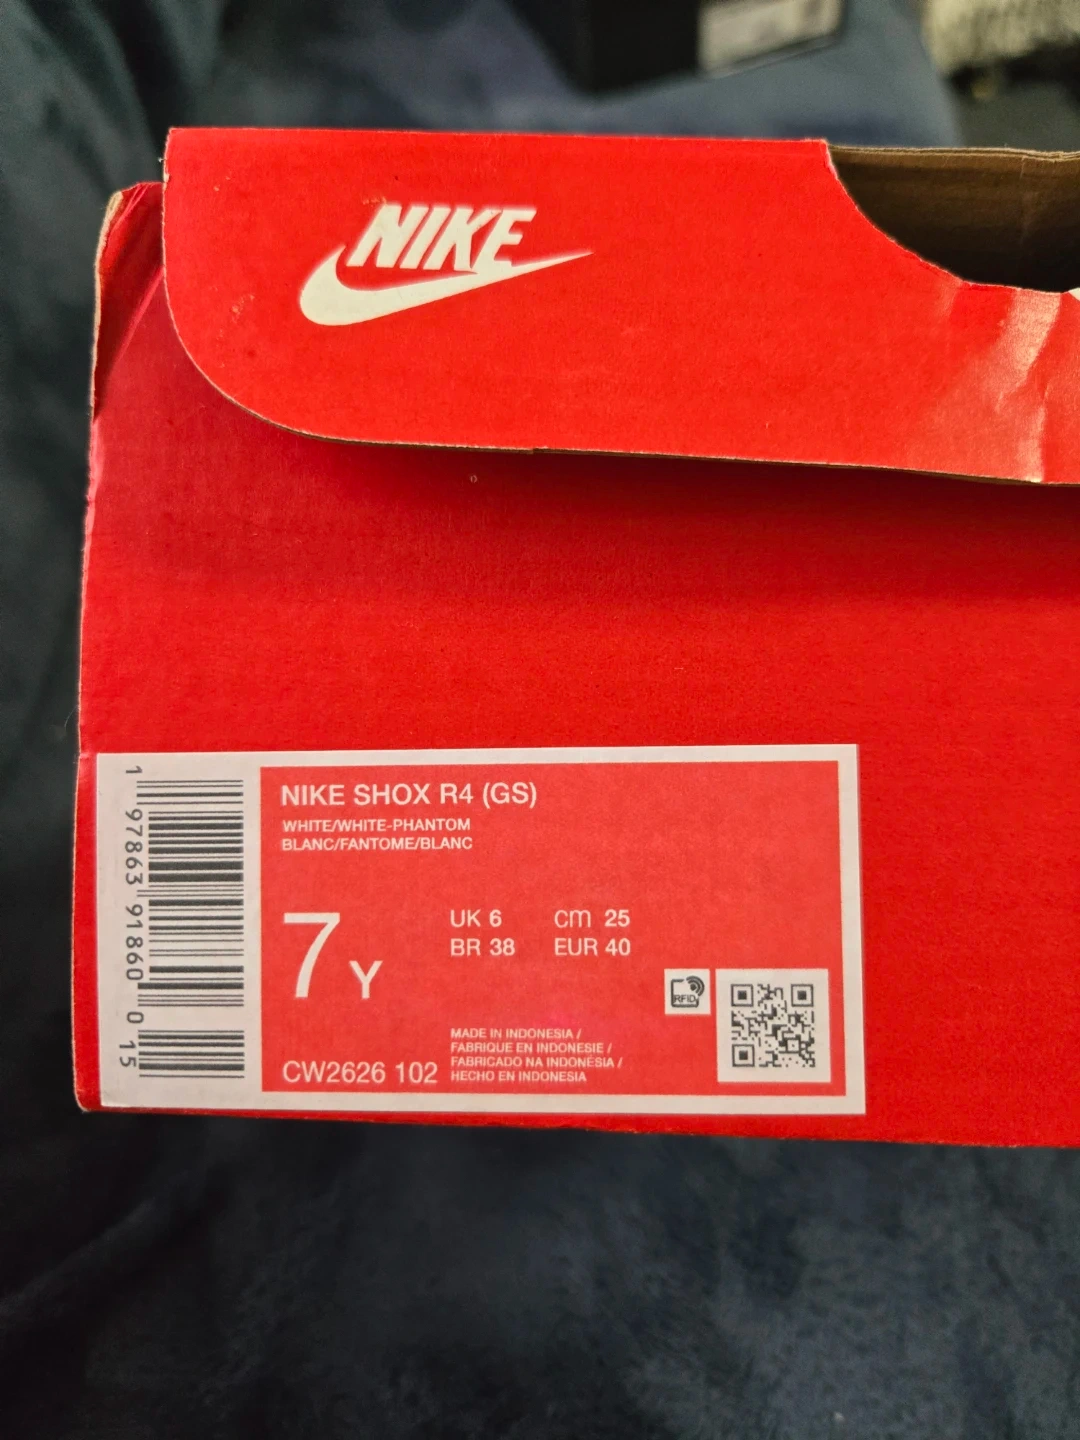 NIKE
1 97863 91860 0 15
NIKE SHOX R4 (GS)
WHITE/WHITE-PHANTOM
BLANC/FANTOME/BLANC
7 Y
UK 6 cm 25
BR 38 EUR 40
RFID
MADE IN INDONESIA /
FABRIQUE EN INDONESIE /
FABRICADO NA INDONÉSIA /
HECHO EN INDONESIA
CW2626 102